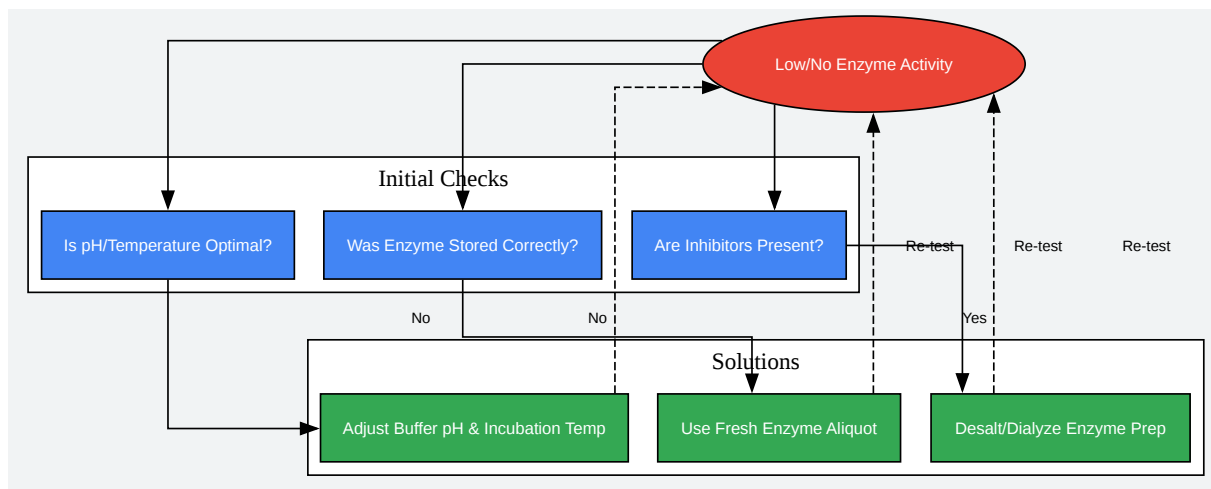 Low/No Enzyme Activity
Initial Checks
Is pH/Temperature Optimal?
Was Enzyme Stored Correctly?
Are Inhibitors Present?
Re-test
Re-test
Re-test
No
No
Yes
Solutions
Adjust Buffer pH & Incubation Temp
Use Fresh Enzyme Aliquot
Desalt/Dialyze Enzyme Prep